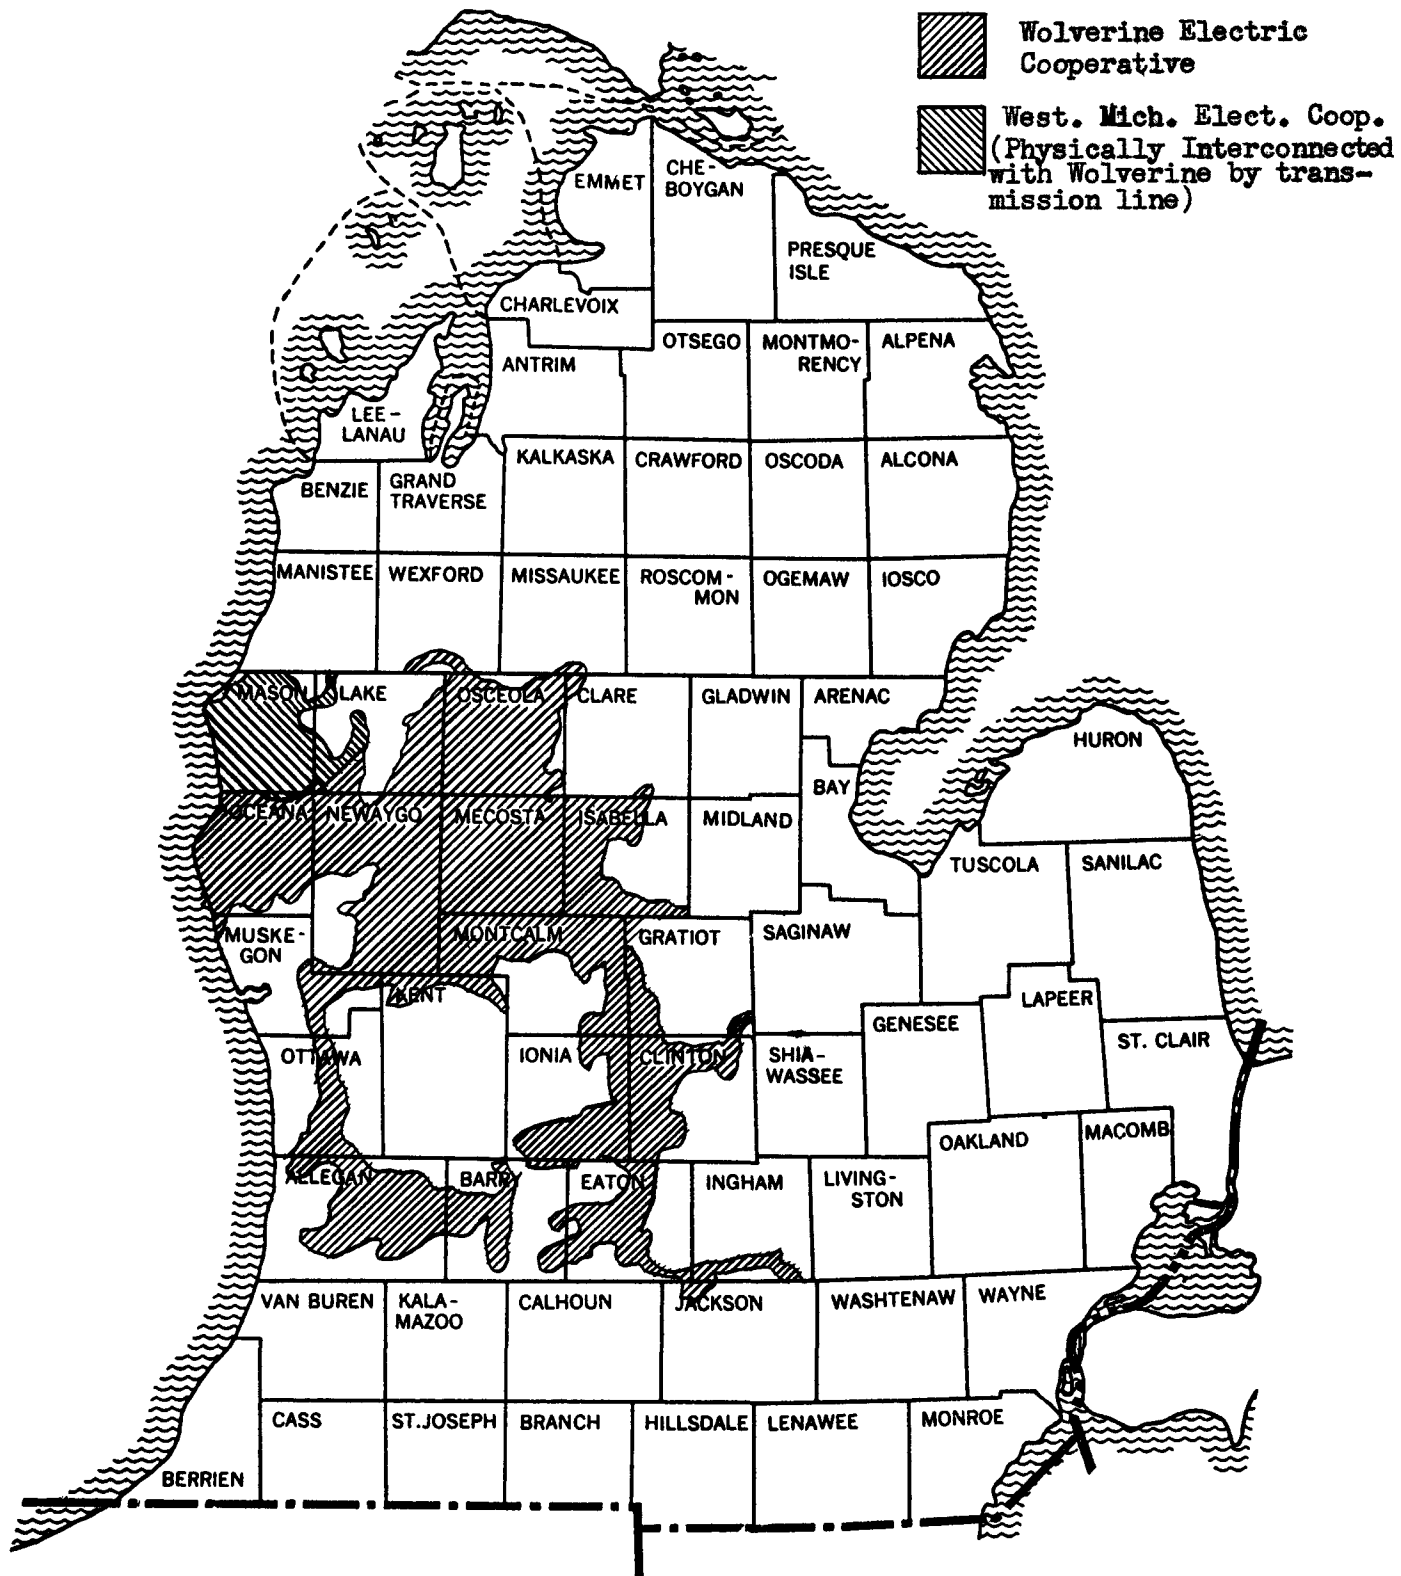 Wolverine Electric
Cooperative
West. Mich. Elect. Coop.
(Physically Interconnected
with Wolverine by trans-
mission line)
EMMET
CHE-
BOYGAN
PRESQUE
ISLE
CHARLEVOIX
ANTRIM
OTSEGO
MONTMO-
RENCY
ALPENA
LEE-
LANAU
BENZIE
GRAND
TRAVERSE
KALKASKA
CRAWFORD
OSCODA
ALCONA
MANISTEE
WEXFORD
MISSAUKEE
ROSCOM-
MON
OGEMAW
IOSCO
MASON
LAKE
OSCEOLA
CLARE
GLADWIN
ARENAC
HURON
BAY
OCEANA
NEWAYGO
MECOSTA
ISABELLA
MIDLAND
TUSCOLA
SANILAC
MUSKE-
GON
MONTCALM
GRATIOT
SAGINAW
KENT
LAPEER
GENESEE
ST. CLAIR
OTTAWA
IONIA
CLINTON
SHIA-
WASSEE
OAKLAND
MACOMB
ALLEGAN
BARRY
EATON
INGHAM
LIVING-
STON
VAN BUREN
KALA-
MAZOO
CALHOUN
JACKSON
WASHTENAW
WAYNE
CASS
ST.JOSEPH
BRANCH
HILLSDALE
LENAWEE
MONROE
BERRIEN